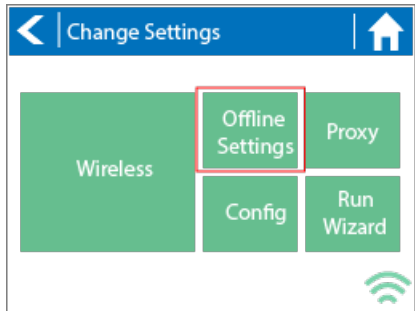 Change Settings
Wireless
Offline
Settings
Proxy
Config
Run
Wizard